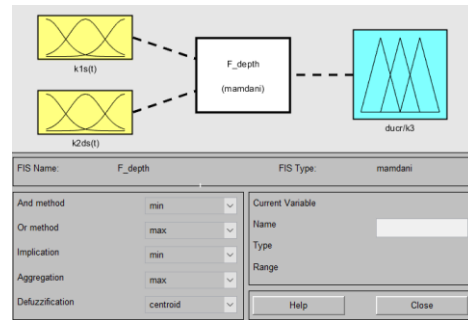 k1s(t)
F_depth
(mamdani)
k2ds(t)
ducr/k3
FIS Name: F_depth FIS Type: mamdani
And method min
Or method max
Implication min
Aggregation max
Defuzzification centroid
Current Variable
Name
Type
Range
Help Close